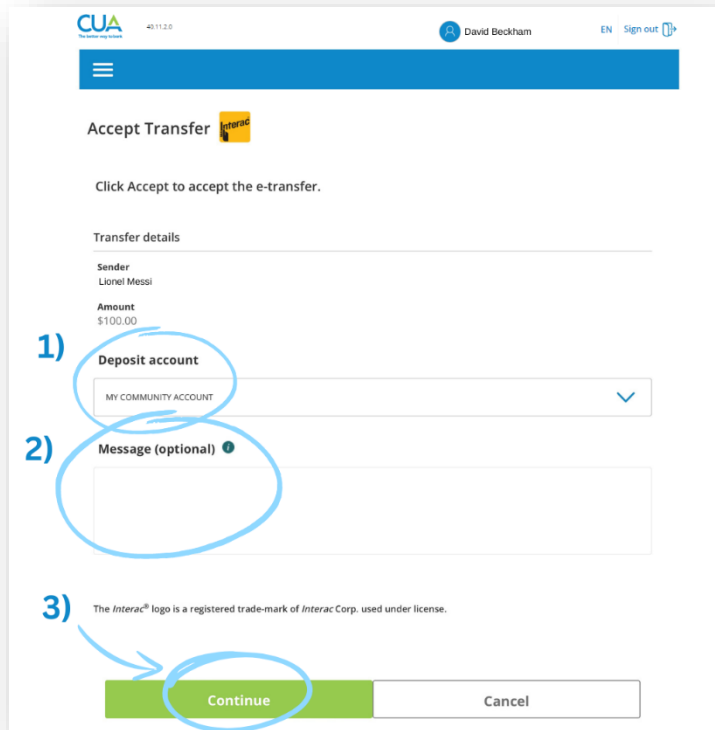 CUA
The better way to bank
43.11.2.0
David Beckham
EN Sign out
Accept Transfer Interac
Click Accept to accept the e-transfer.
Transfer details
Sender
Lionel Messi
Amount
$100.00
1)
Deposit account
MY COMMUNITY ACCOUNT
2)
Message (optional) i
The Interac® logo is a registered trade-mark of Interac Corp. used under license.
3)
Continue
Cancel